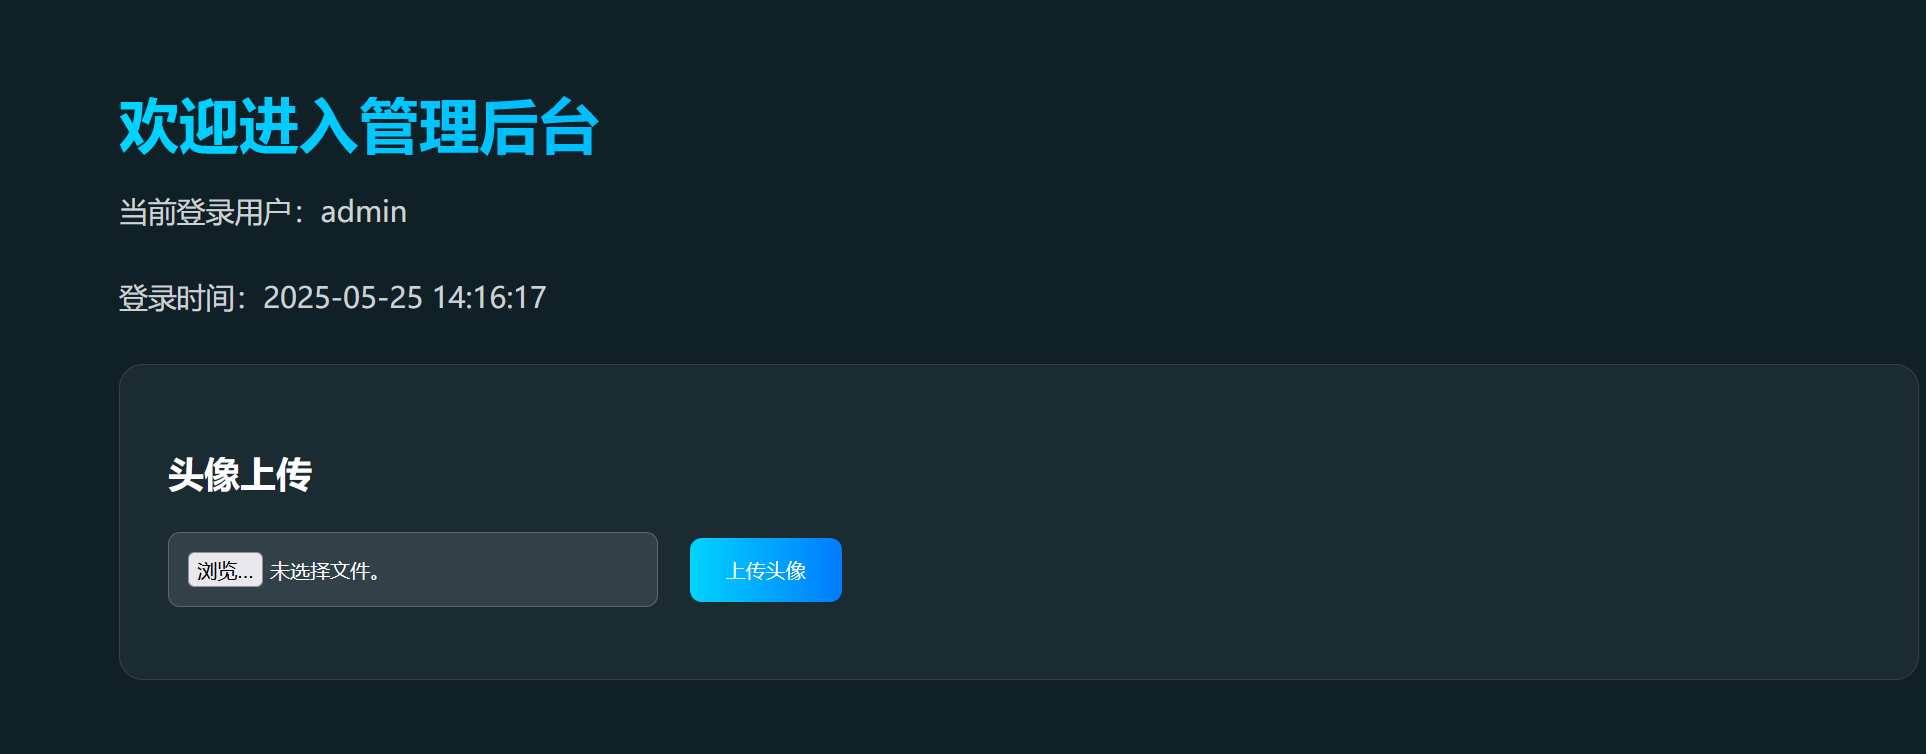 欢迎进入管理后台
当前登录用户：admin
登录时间：2025-05-25 14:16:17
头像上传
浏览... 未选择文件。
上传头像